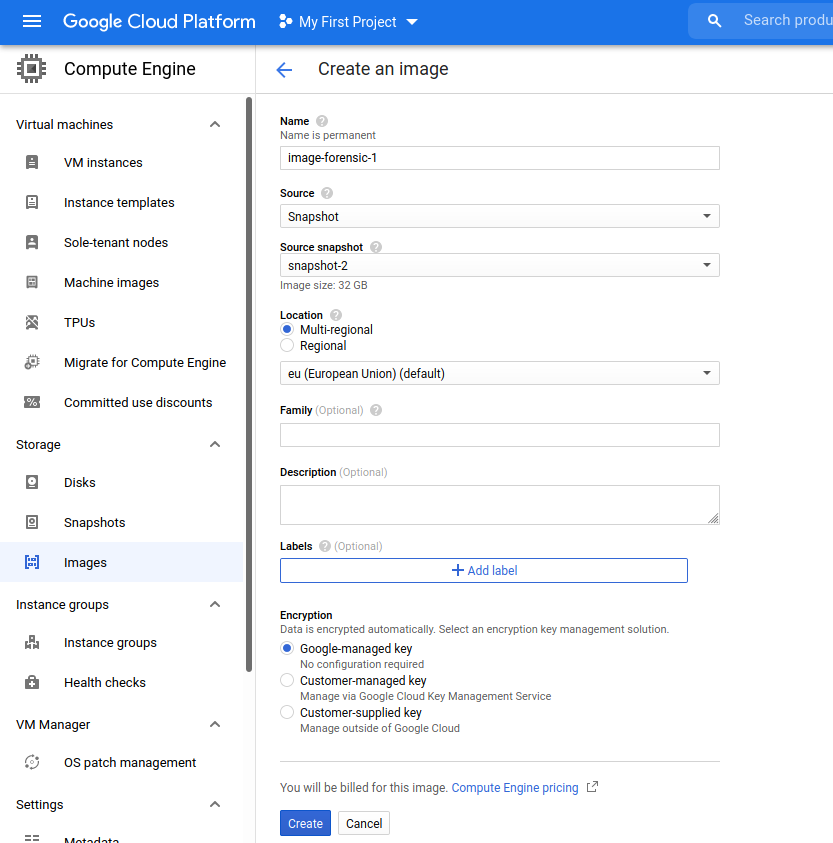 Google Cloud Platform
My First Project
Search produ
Compute Engine
Create an image
Virtual machines
VM instances
Instance templates
Sole-tenant nodes
Machine images
TPUs
Migrate for Compute Engine
Committed use discounts
Storage
Disks
Snapshots
Images
Instance groups
Instance groups
Health checks
VM Manager
OS patch management
Settings
Metadata
Name ?
Name is permanent
image-forensic-1
Source ?
Snapshot
Source snapshot ?
snapshot-2
Image size: 32 GB
Location ?
Multi-regional
Regional
eu (European Union) (default)
Family (Optional) ?
Description (Optional)
Labels ? (Optional)
+ Add label
Encryption
Data is encrypted automatically. Select an encryption key management solution.
Google-managed key
No configuration required
Customer-managed key
Manage via Google Cloud Key Management Service
Customer-supplied key
Manage outside of Google Cloud
You will be billed for this image. Compute Engine pricing
Create
Cancel